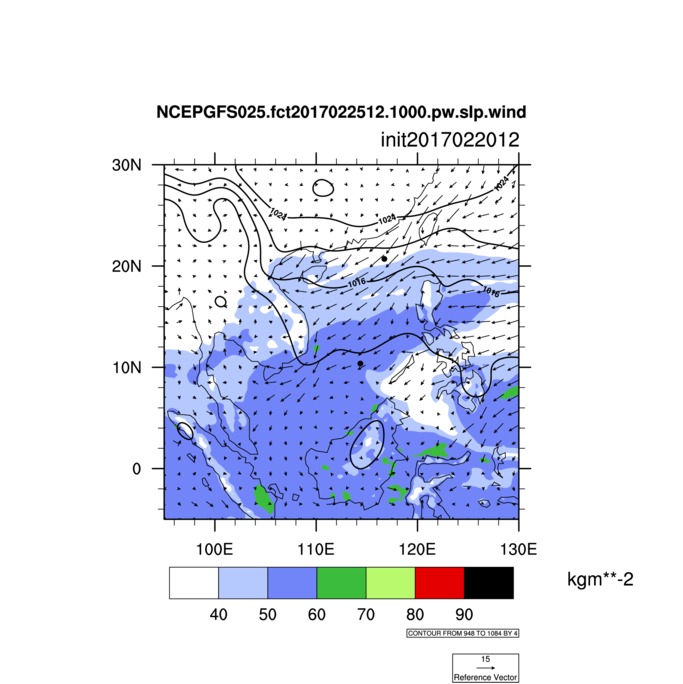 NCEPGFS025.fct2017022512.1000.pw.slp.wind
init2017022012
30N
20N
10N
0
1024
1024
1024
1016
1016
100E 110E 120E 130E
kgm**-2
40 50 60 70 80 90
CONTOUR FROM 948 TO 1084 BY 4
15
Reference Vector